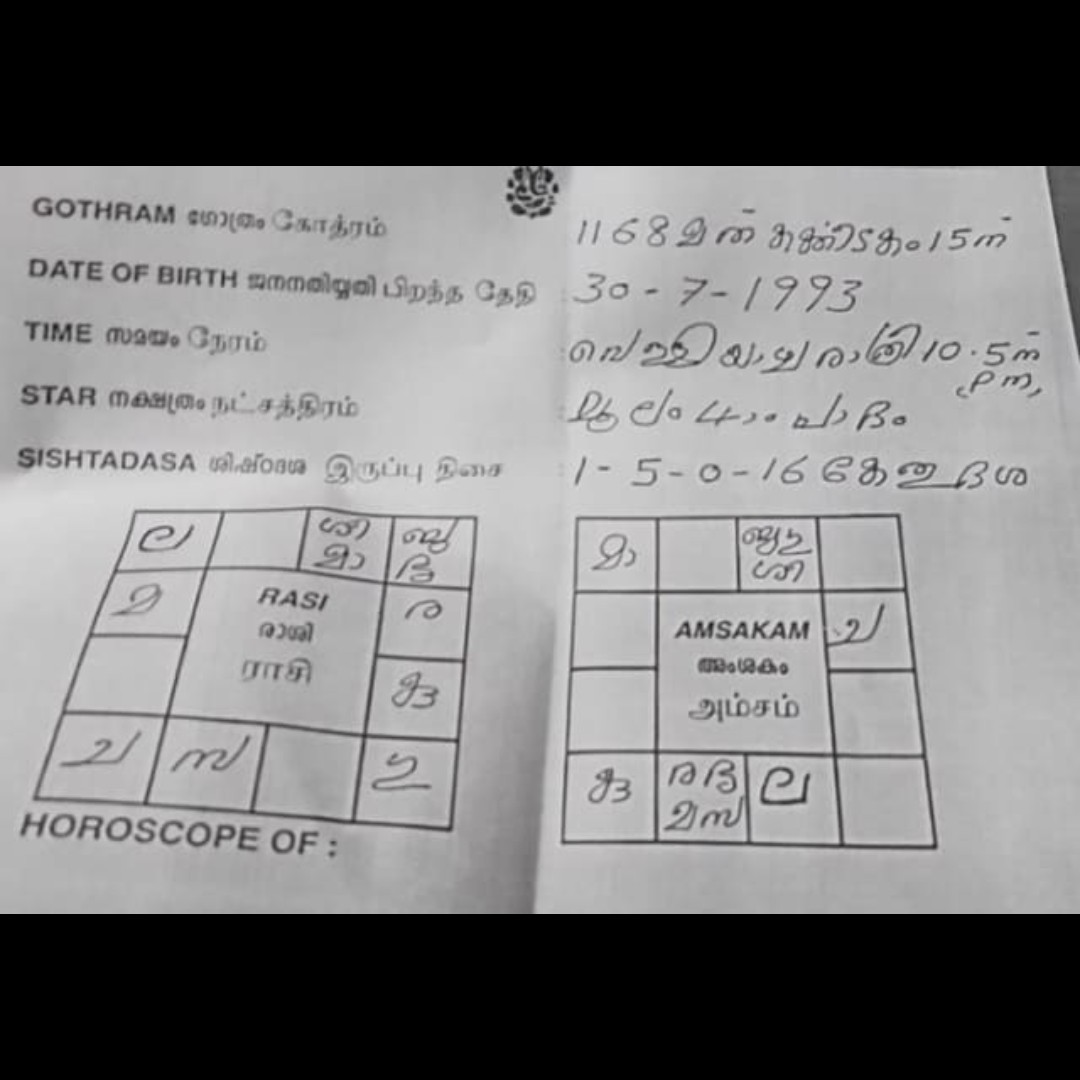 GOTHRAM ഗോത്രം கோத்ரம் 1168 മത് കർക്കിടകം 15ന്
DATE OF BIRTH ജനനതിയ്യതി பிறந்த தேதி 30-7-1993
TIME സമയം நேரம் : വെള്ളിയാഴ്ച രാത്രി 10.5ന്
Pm,
STAR നക്ഷത്രം நட்சத்திரம் : മൂലം 4ാം പാദം
SISHTADASA ശിഷ്ടദശ இருப்பு திசை : 1-5-0-16 കേതു ദശ
ല ശി ബു
മാ
മ RASI ര
രാശി
ராசி
ച സ
HOROSCOPE OF :
മാ
ശി
AMSAKAM ച
അംശകം
அம்சம்
ല
മ സ